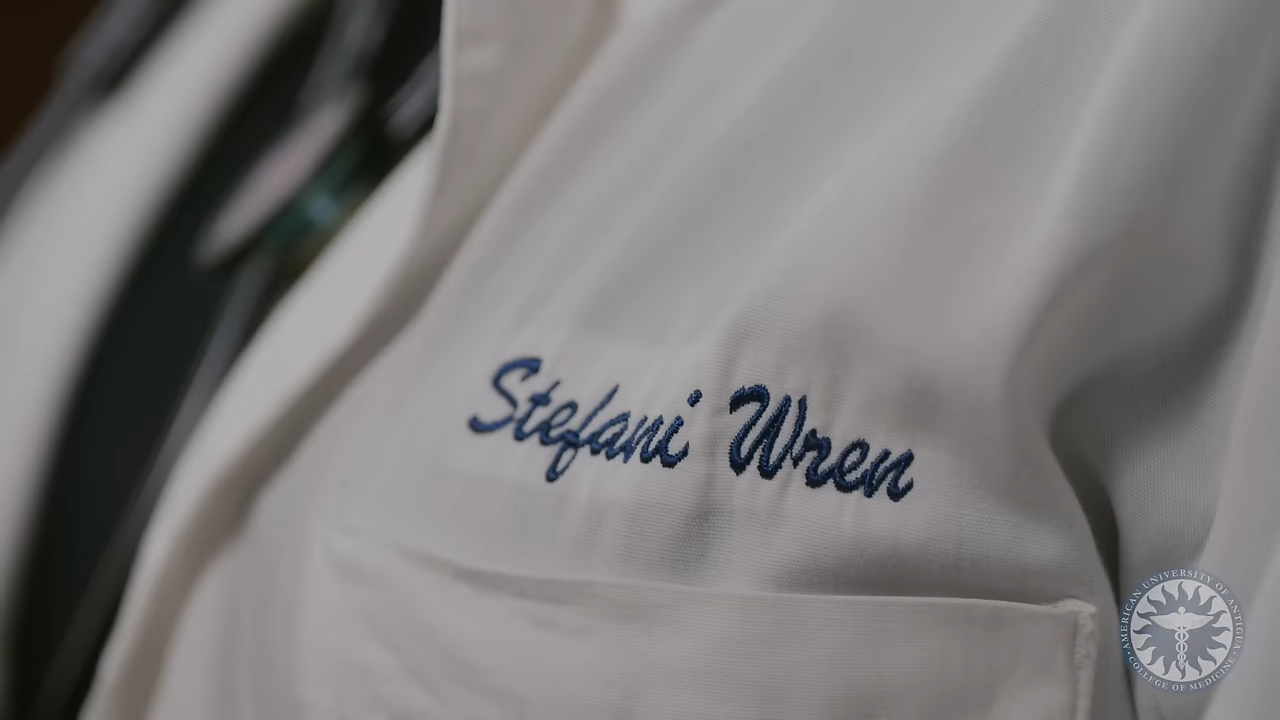 Stefani Wren
AMERICAN UNIVERSITY OF ANTIGUA
COLLEGE OF MEDICINE